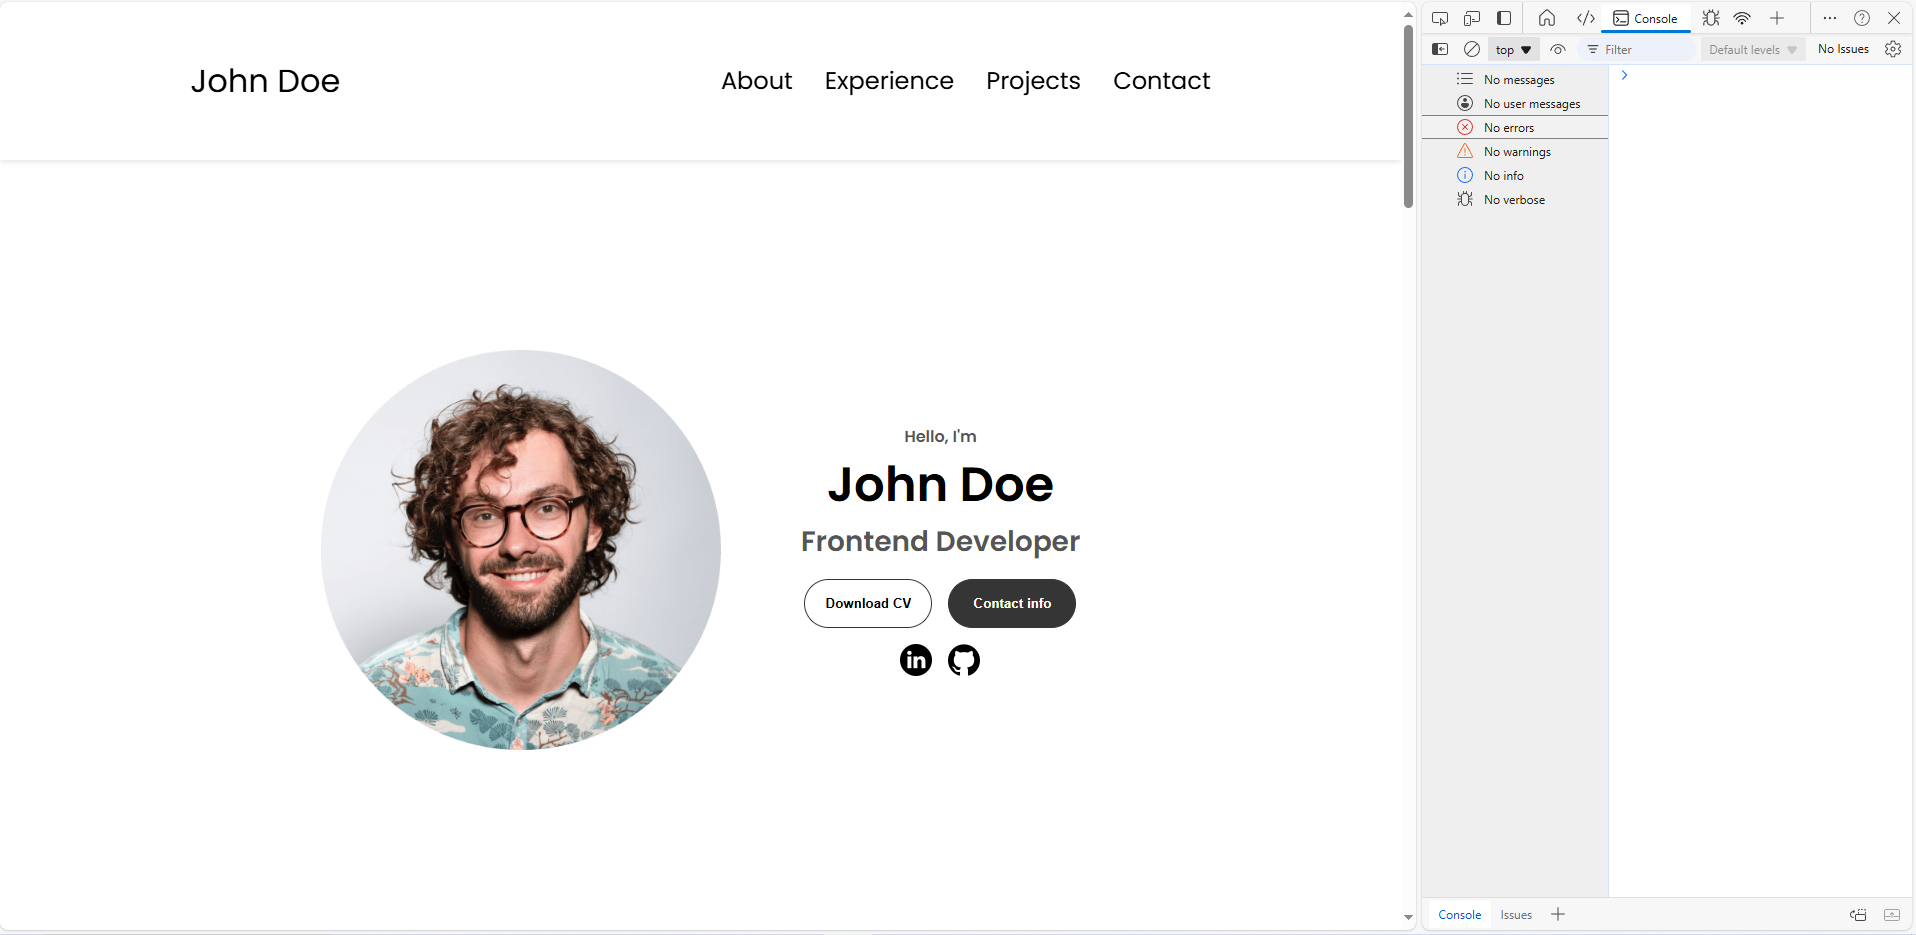 John Doe
About Experience Projects Contact
Hello, I'm
John Doe
Frontend Developer
Download CV Contact info
in
Console
top Filter Default levels No Issues
No messages
No user messages
No errors
No warnings
No info
No verbose
Console Issues